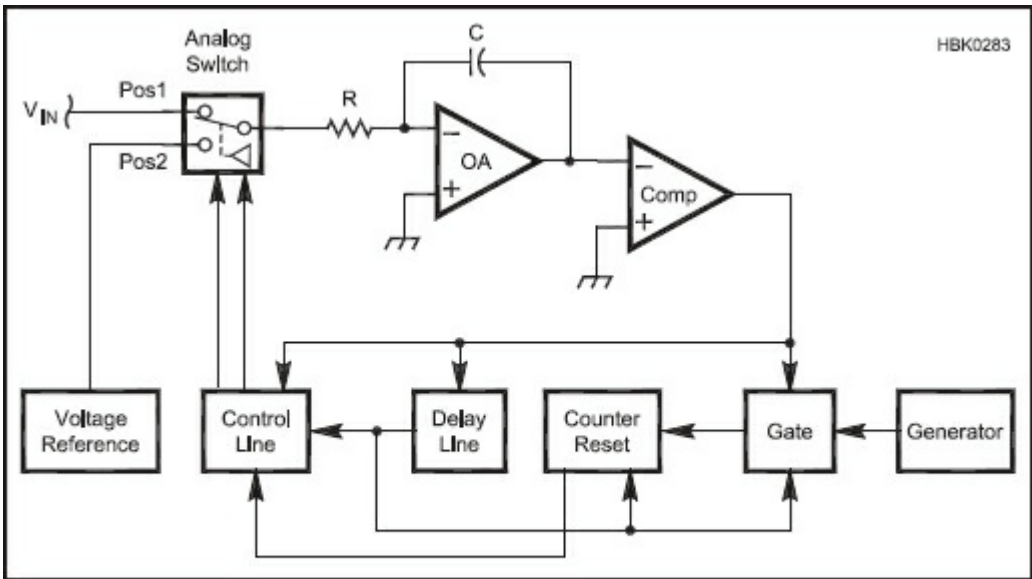 HBK0283
Analog
Switch
C
Pos1
R
V IN
Pos2
−
OA
+
−
Comp
+
Voltage
Reference
Control
Line
Delay
Line
Counter
Reset
Gate
Generator